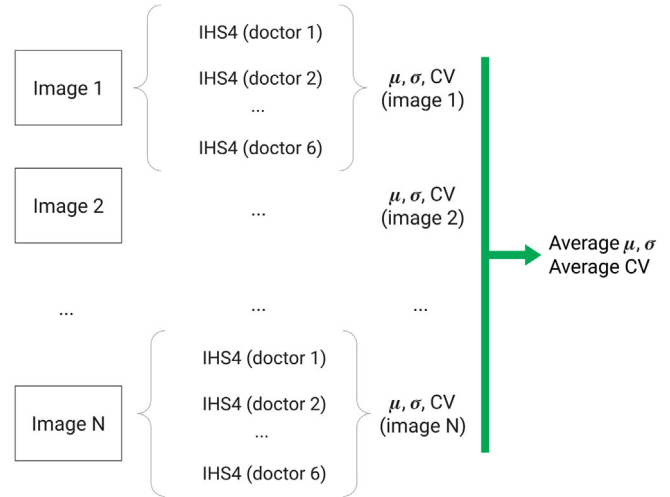 IHS4 (doctor 1)
Image 1
IHS4 (doctor 2)
...
IHS4 (doctor 6)
μ, σ, CV
(image 1)
Image 2
...
μ, σ, CV
(image 2)
...
...
...
IHS4 (doctor 1)
Image N
IHS4 (doctor 2)
...
IHS4 (doctor 6)
μ, σ, CV
(image N)
Average μ, σ
Average CV